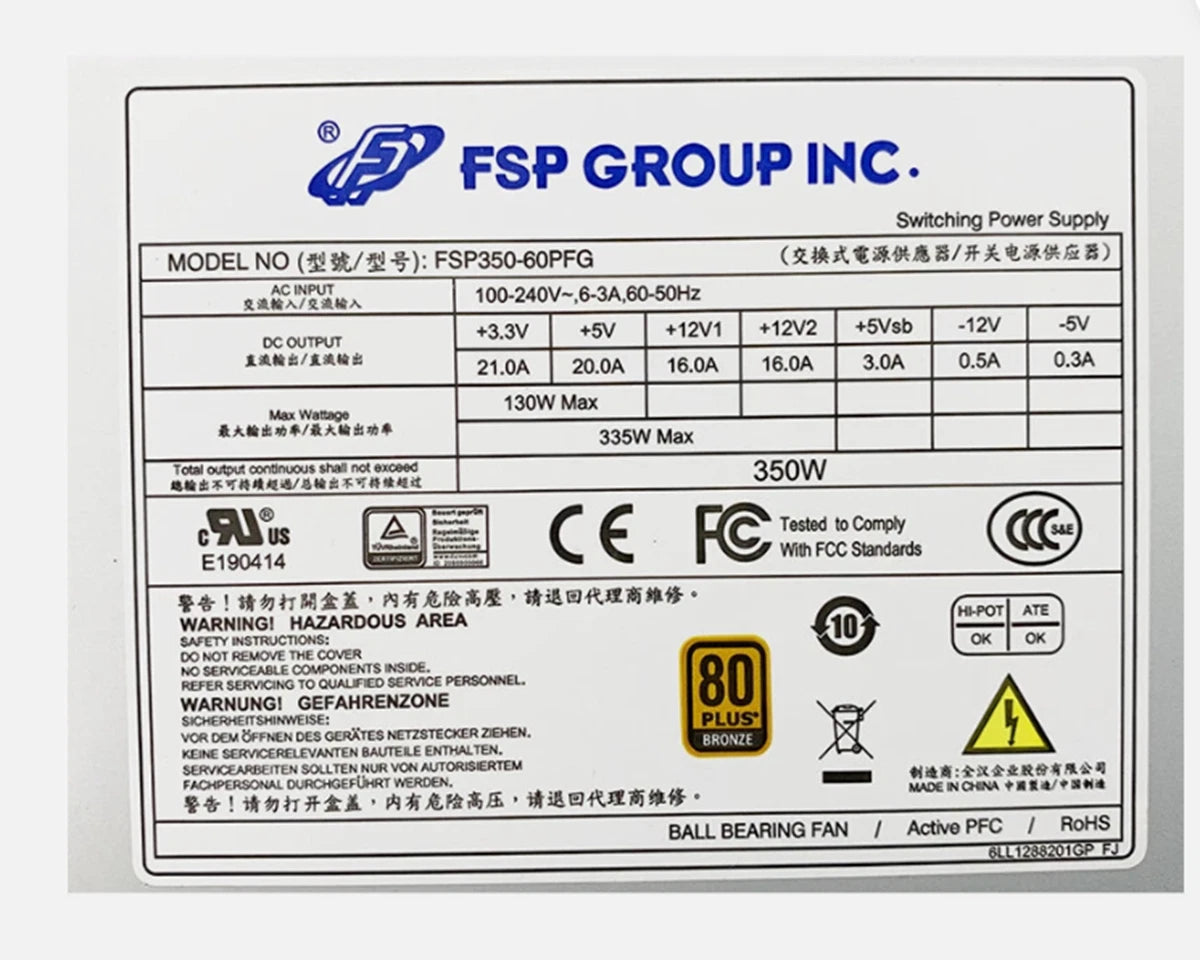 ® FSP GROUP INC.
Switching Power Supply
MODEL NO (型號/型号): FSP350-60PFG
(交換式電源供應器/开关电源供应器)
AC INPUT
交流輸入/交流输入
100-240V~,6-3A,60-50Hz
DC OUTPUT
直流輸出/直流输出
+3.3V +5V +12V1 +12V2 +5Vsb -12V -5V
21.0A 20.0A 16.0A 16.0A 3.0A 0.5A 0.3A
Max Wattage
最大輸出功率/最大输出功率
130W Max
335W Max
Total output continuous shall not exceed
總輸出不可持續超過/总输出不可持续超过
350W
c RU ® US
E190414
TÜVRheinland
Bauart geprüft
Sicherheit
Regelmäßige
Produktions-
überwachung
CE
FCC
Tested to Comply
With FCC Standards
CCC S&E
警告！請勿打開盒蓋，內有危險高壓，請退回代理商維修。
WARNING! HAZARDOUS AREA
SAFETY INSTRUCTIONS:
DO NOT REMOVE THE COVER
NO SERVICEABLE COMPONENTS INSIDE.
REFER SERVICING TO QUALIFIED SERVICE PERSONNEL.
WARNUNG! GEFAHRENZONE
SICHERHEITSHINWEISE:
VOR DEM ÖFFNEN DES GERÄTES NETZSTECKER ZIEHEN.
KEINE SERVICERELEVANTEN BAUTEILE ENTHALTEN.
SERVICEARBEITEN SOLLTEN NUR VON AUTORISIERTEM
FACHPERSONAL DURCHGEFÜHRT WERDEN.
警告！请勿打开盒盖，内有危险高压，请退回代理商维修。
80
PLUS
BRONZE
10
HI-POT ATE
OK OK
制造商:全汉企业股份有限公司
MADE IN CHINA 中國製造/中国制造
BALL BEARING FAN / Active PFC / RoHS
6LL1288201GP FJ